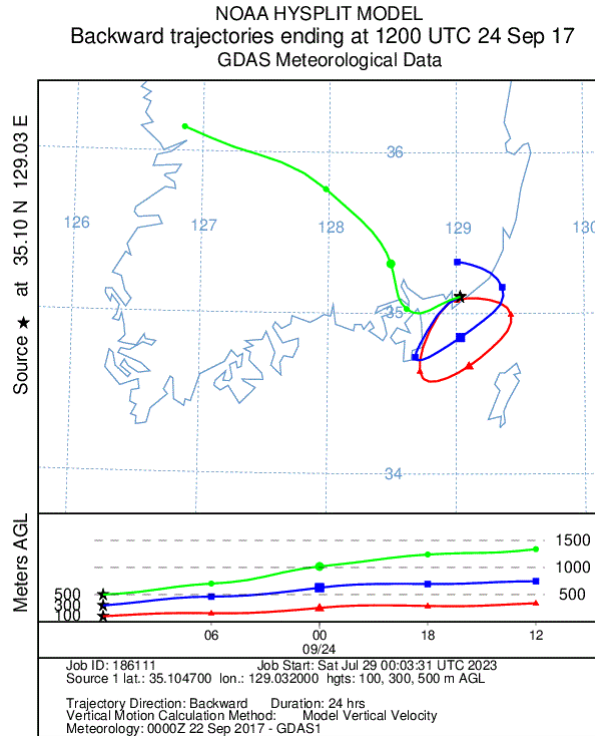 NOAA HYSPLIT MODEL
Backward trajectories ending at 1200 UTC 24 Sep 17
GDAS Meteorological Data
Source ★ at 35.10 N 129.03 E
36
126
127
128
129
130
35
34
Meters AGL
1500
1000
500
500
300
100
06
00
18
12
09/24
Job ID: 186111 Job Start: Sat Jul 29 00:03:31 UTC 2023
Source 1 lat.: 35.104700 lon.: 129.032000 hgts: 100, 300, 500 m AGL
Trajectory Direction: Backward Duration: 24 hrs
Vertical Motion Calculation Method: Model Vertical Velocity
Meteorology: 0000Z 22 Sep 2017 - GDAS1